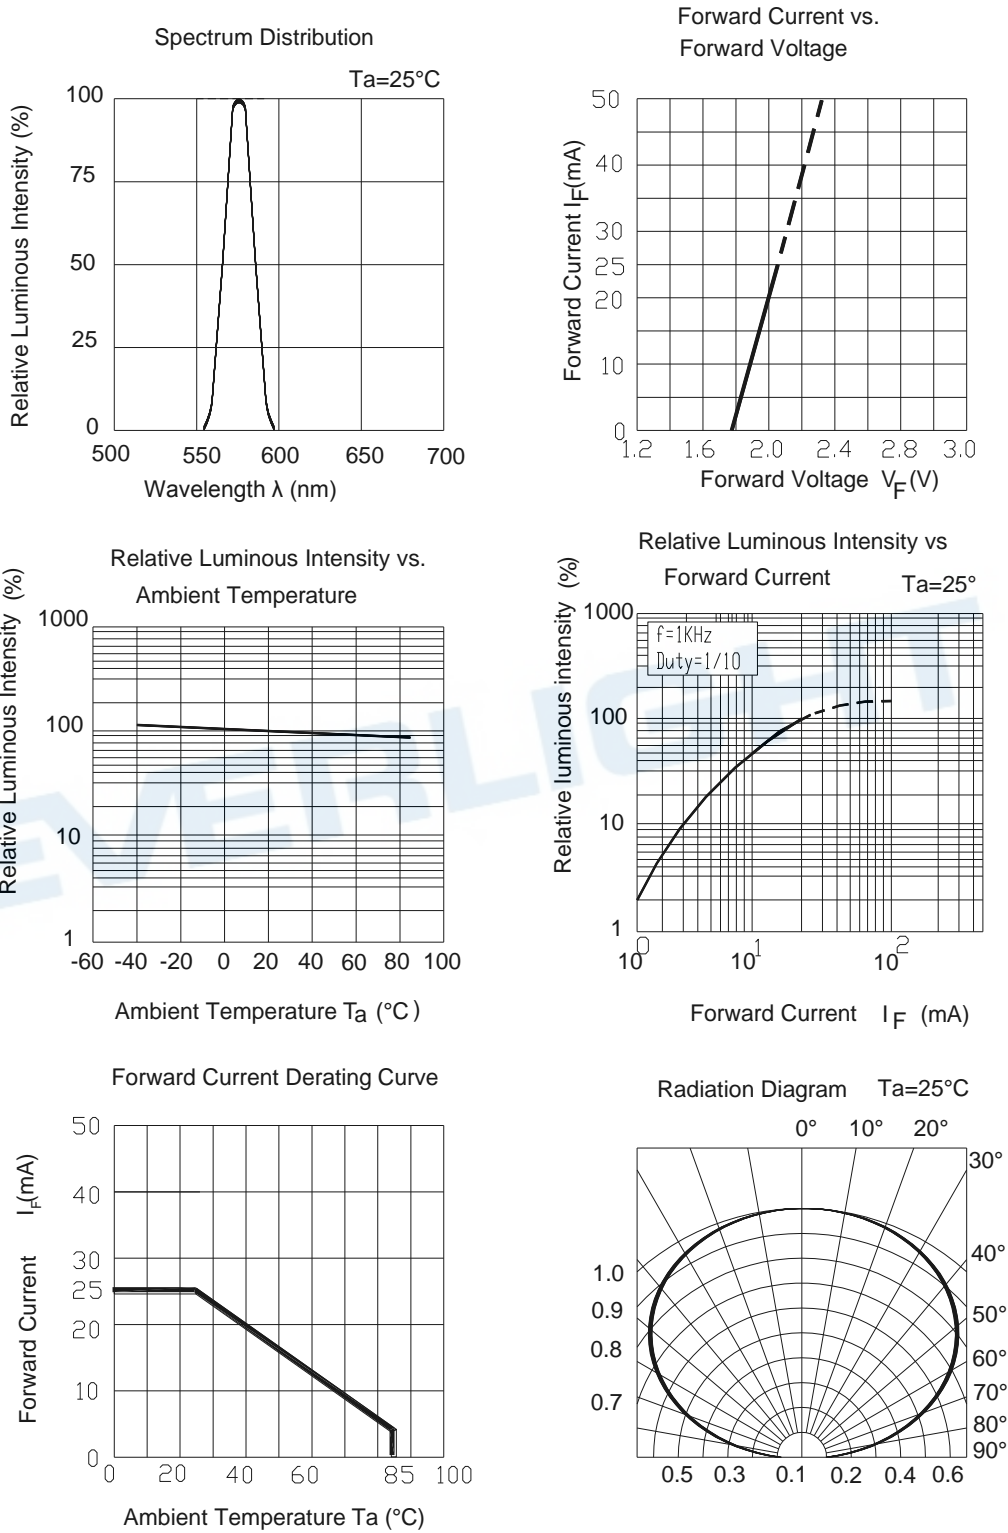 Spectrum Distribution
Ta=25°C
Relative Luminous Intensity (%)
100
75
50
25
0
500 550 600 650 700
Wavelength λ (nm)
Forward Current vs.
Forward Voltage
Forward Current IF(mA)
50
40
30
25
20
10
0
1.2 1.6 2.0 2.4 2.8 3.0
Forward Voltage VF(V)
Relative Luminous Intensity vs.
Ambient Temperature
Relative Luminous Intensity (%)
1000
100
10
1
-60 -40 -20 0 20 40 60 80 100
Ambient Temperature Ta (°C)
Relative Luminous Intensity vs
Forward Current
Ta=25°
Relative luminous intensity (%)
f=1KHz
Duty=1/10
1000
100
10
1
10^0 10^1 10^2
Forward Current IF (mA)
EVERLIGHT
Forward Current Derating Curve
Forward Current IF(mA)
50
40
30
25
20
10
0
0 20 40 60 85 100
Ambient Temperature Ta (°C)
Radiation Diagram Ta=25°C
0° 10° 20°
30°
40°
50°
60°
70°
80°
90°
1.0
0.9
0.8
0.7
0.5 0.3 0.1 0.2 0.4 0.6